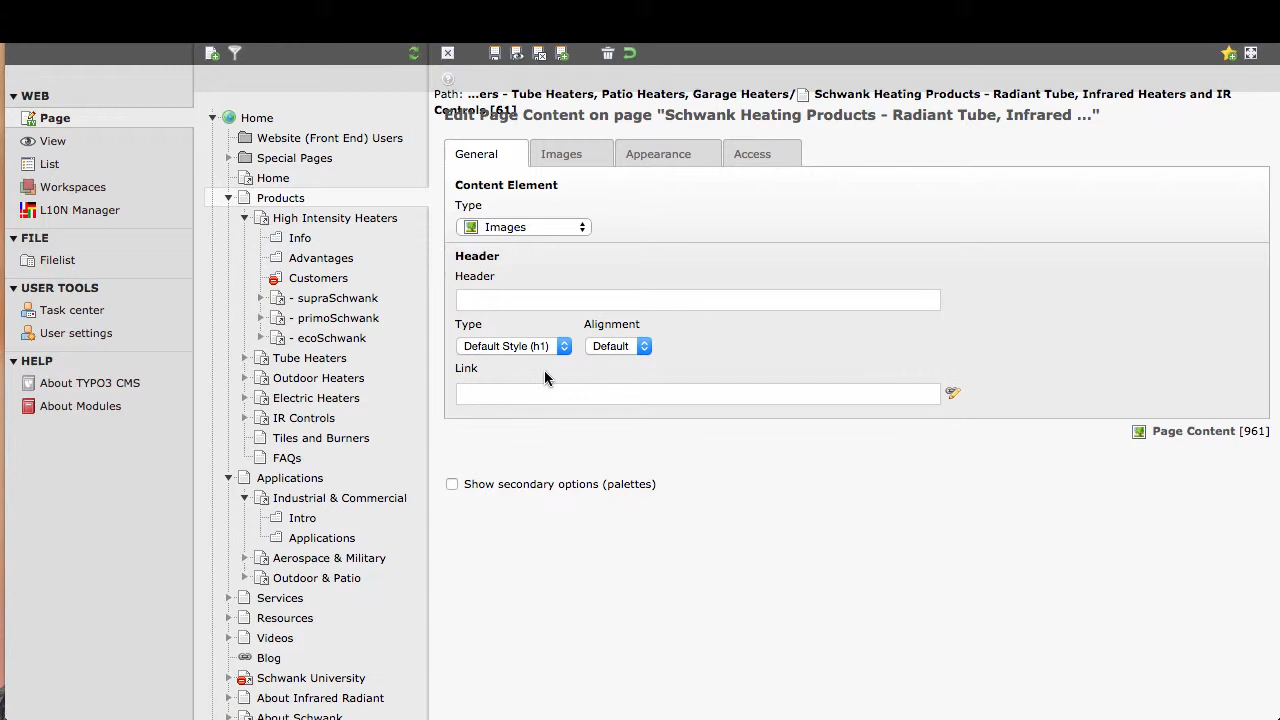 Path: ...ers - Tube Heaters, Patio Heaters, Garage Heaters/ Schwank Heating Products - Radiant Tube, Infrared Heaters and IR
Controls [61]
Edit Page Content on page "Schwank Heating Products - Radiant Tube, Infrared ..."
WEB
Page
View
List
Workspaces
L10N Manager
FILE
Filelist
USER TOOLS
Task center
User settings
HELP
About TYPO3 CMS
About Modules
Home
Website (Front End) Users
Special Pages
Home
Products
High Intensity Heaters
Info
Advantages
Customers
- supraSchwank
- primoSchwank
- ecoSchwank
Tube Heaters
Outdoor Heaters
Electric Heaters
IR Controls
Tiles and Burners
FAQs
Applications
Industrial & Commercial
Intro
Applications
Aerospace & Military
Outdoor & Patio
Services
Resources
Videos
Blog
Schwank University
About Infrared Radiant
About Schwank
General Images Appearance Access
Content Element
Type
Images
Header
Header
Type Alignment
Default Style (h1) Default
Link
Page Content [961]
Show secondary options (palettes)